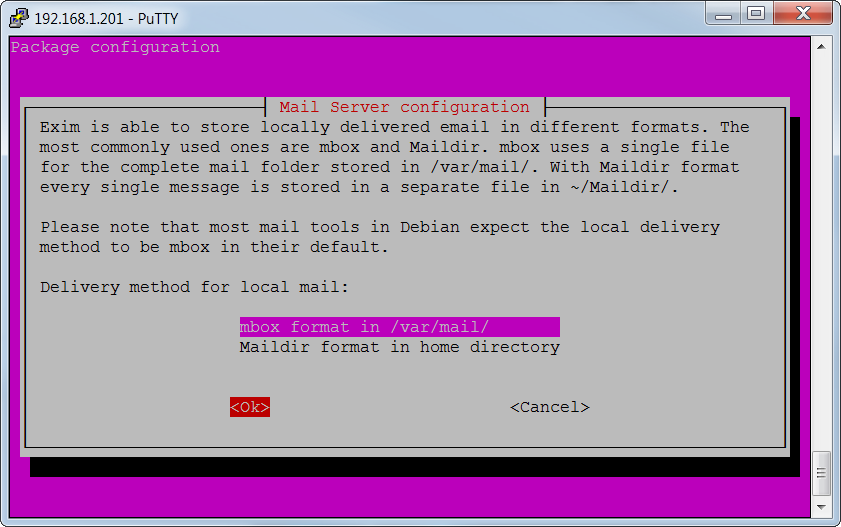 192.168.1.201 - PuTTY
Package configuration
Mail Server configuration
Exim is able to store locally delivered email in different formats. The
most commonly used ones are mbox and Maildir. mbox uses a single file
for the complete mail folder stored in /var/mail/. With Maildir format
every single message is stored in a separate file in ~/Maildir/.
Please note that most mail tools in Debian expect the local delivery
method to be mbox in their default.
Delivery method for local mail:
mbox format in /var/mail/
Maildir format in home directory
<Ok> <Cancel>